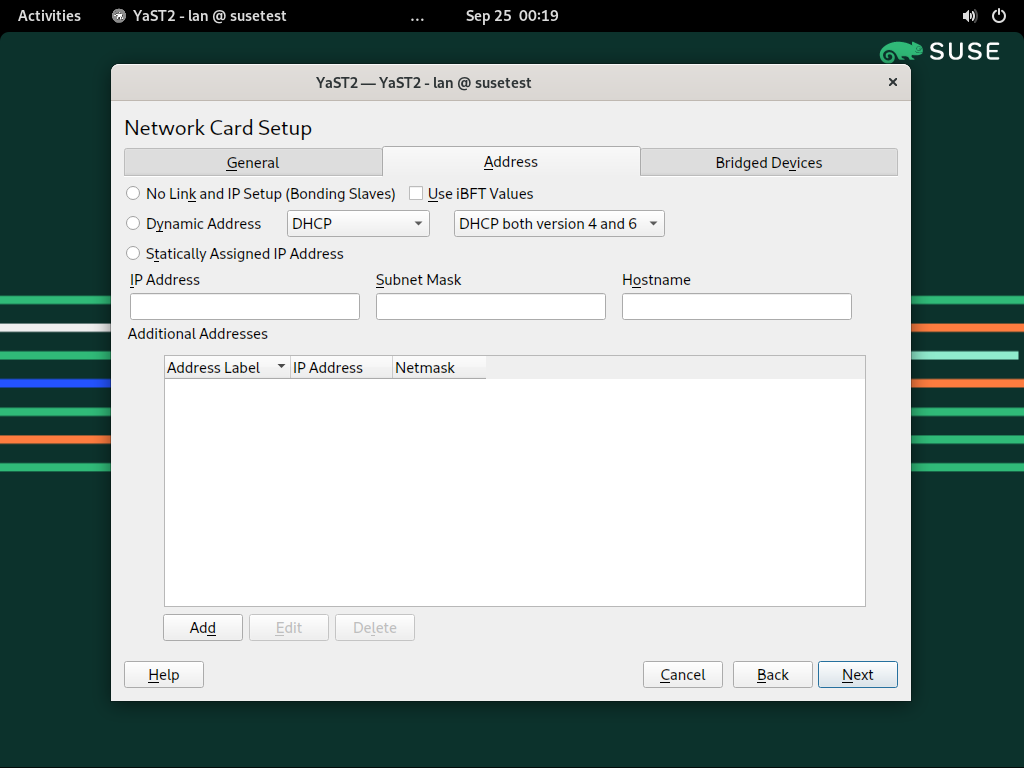 Activities YaST2 - lan @ susetest ... Sep 25 00:19
SUSE
YaST2 — YaST2 - lan @ susetest ×
Network Card Setup
General Address Bridged Devices
No Link and IP Setup (Bonding Slaves) Use iBFT Values
Dynamic Address DHCP DHCP both version 4 and 6
Statically Assigned IP Address
IP Address Subnet Mask Hostname
Additional Addresses
Address Label IP Address Netmask
Add Edit Delete
Help Cancel Back Next